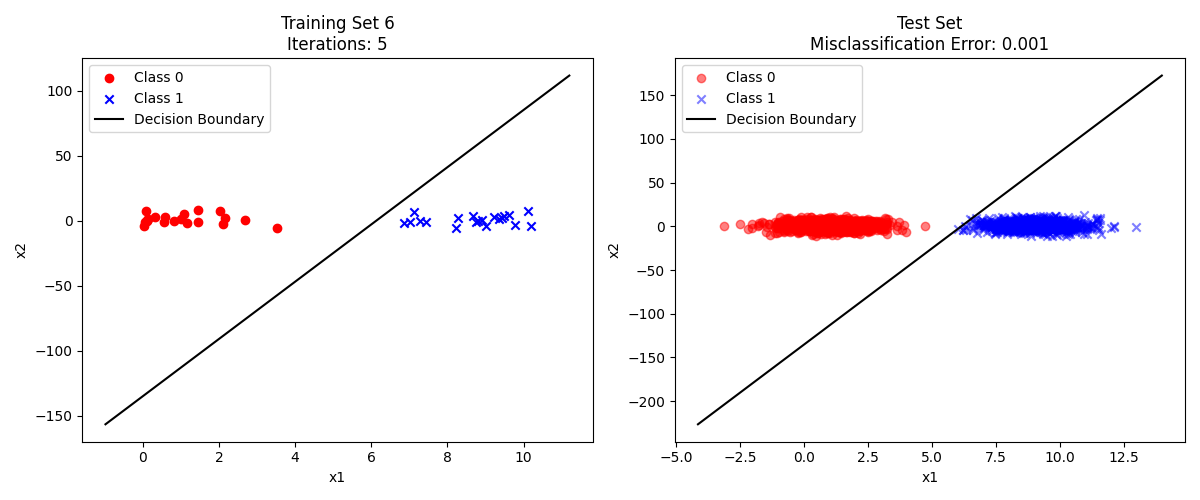 Training Set 6
Iterations: 5
Class 0
Class 1
Decision Boundary
100
50
0
−50
−100
−150
x2
0
2
4
6
8
10
x1
Test Set
Misclassification Error: 0.001
Class 0
Class 1
Decision Boundary
150
100
50
0
−50
−100
−150
−200
x2
−5.0
−2.5
0.0
2.5
5.0
7.5
10.0
12.5
x1